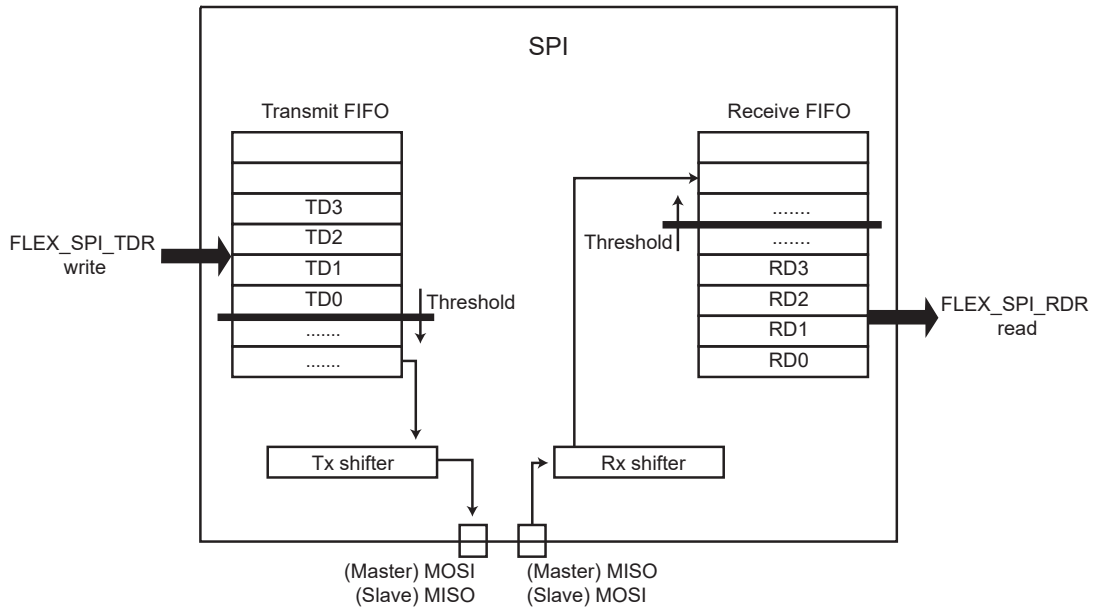 SPI
Transmit FIFO
TD3
TD2
TD1
TD0
.......
.......
FLEX_SPI_TDR
write
Threshold
Tx shifter
Receive FIFO
.......
.......
RD3
RD2
RD1
RD0
Threshold
FLEX_SPI_RDR
read
Rx shifter
(Master) MOSI
(Slave) MISO
(Master) MISO
(Slave) MOSI